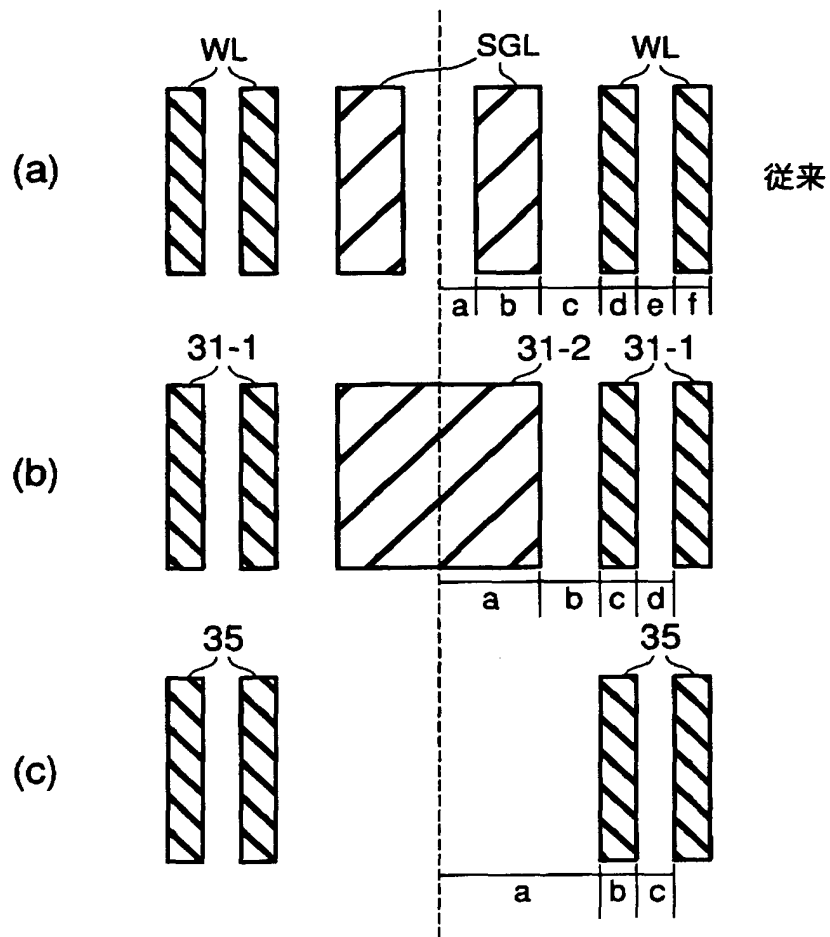 WL SGL WL
(a) 従来
a b c d e f
31-1 31-2 31-1
(b)
a b c d
35 35
(c)
a b c